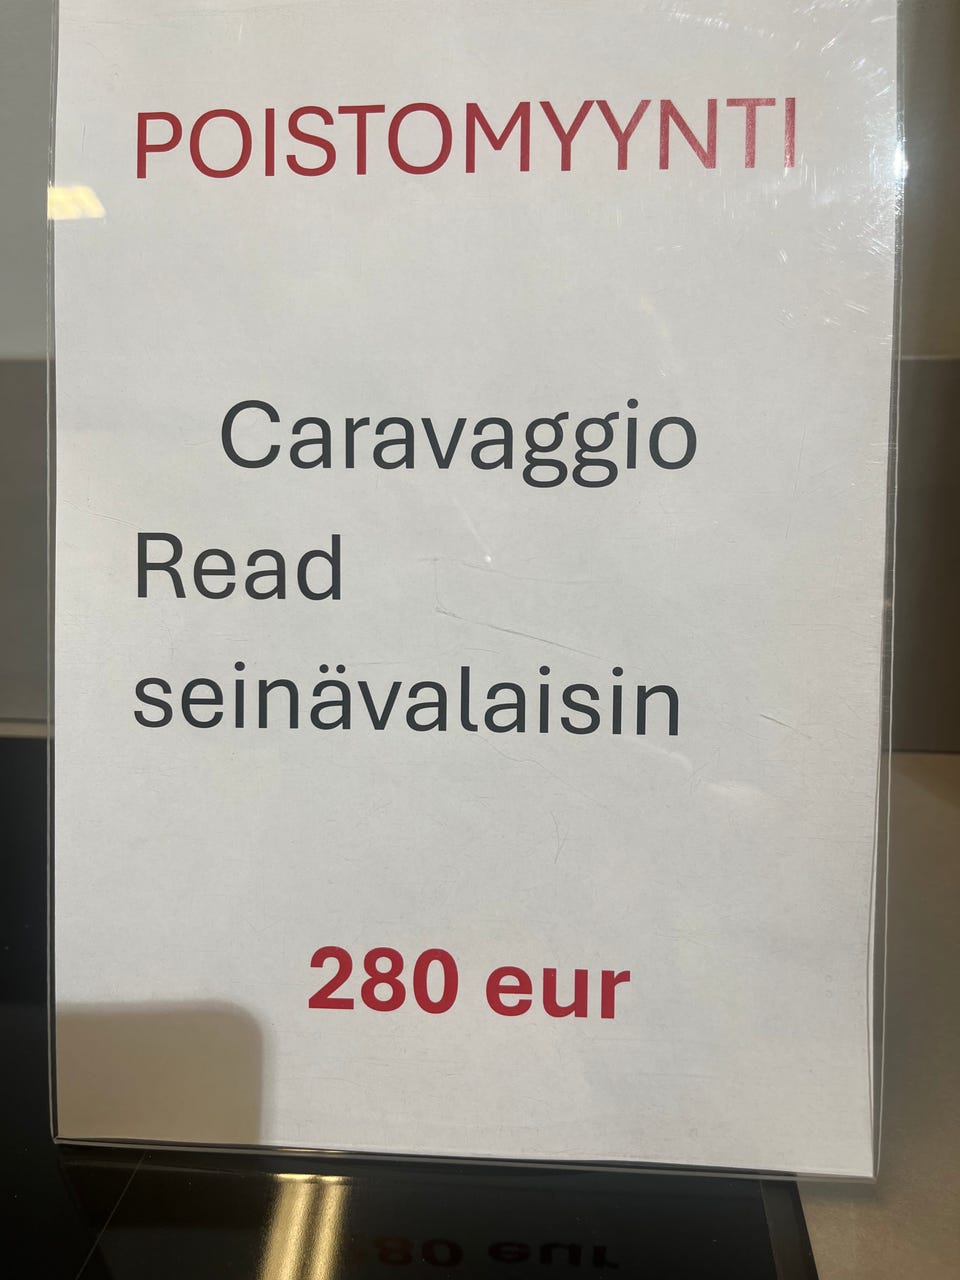 POISTOMYYNTI
Caravaggio
Read
seinävalaisin
280 eur